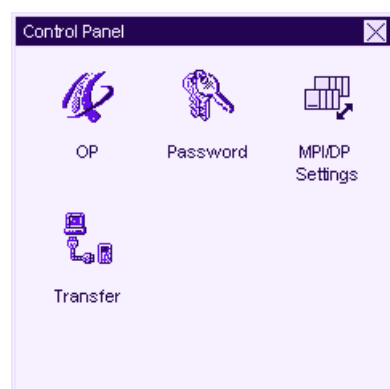 Control Panel
OP
Password
MPI/DP
Settings
Transfer